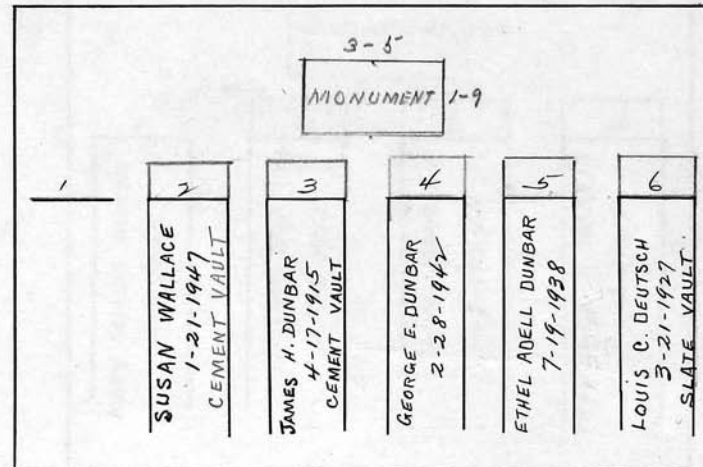 3-5
MONUMENT 1-9
1
2
3
4
5
6
SUSAN WALLACE
1-21-1947
CEMENT VAULT
JAMES H. DUNBAR
4-17-1915
CEMENT VAULT
GEORGE E. DUNBAR
2-28-1942
ETHEL ADELL DUNBAR
7-19-1938
LOUIS C. DEUTSCH
3-21-1927
SLATE VAULT